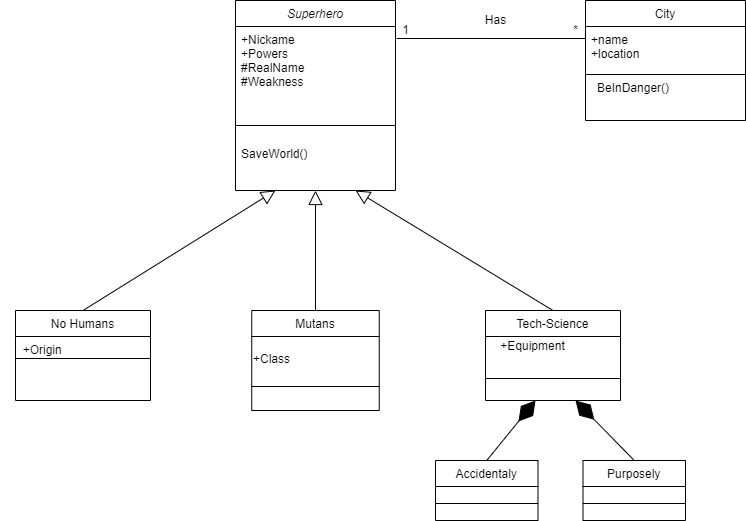 Superhero
+Nickame
+Powers
#RealName
#Weakness
SaveWorld()
1
Has
*
City
+name
+location
BeInDanger()
No Humans
+Origin
Mutans
+Class
Tech-Science
+Equipment
Accidentaly
Purposely